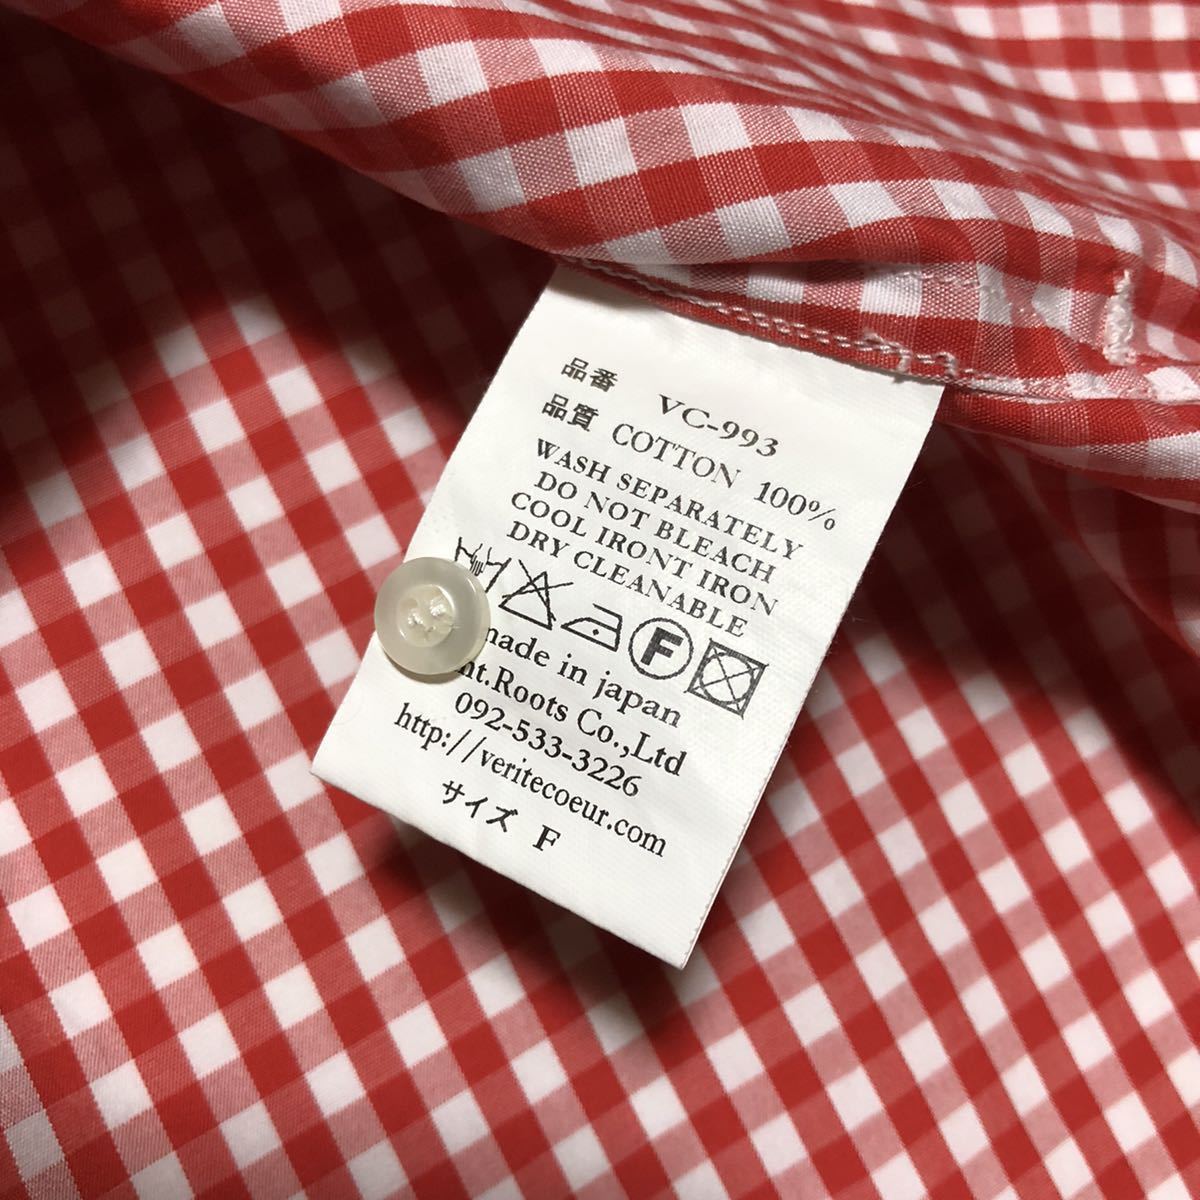 品番 VC-993
品質 COTTON 100%
WASH SEPARATELY
DO NOT BLEACH
COOL IRONT IRON
DRY CLEANABLE
F
made in japan
nt.Roots Co.,Ltd
092-533-3226
http://veritecoeur.com
サイズ F